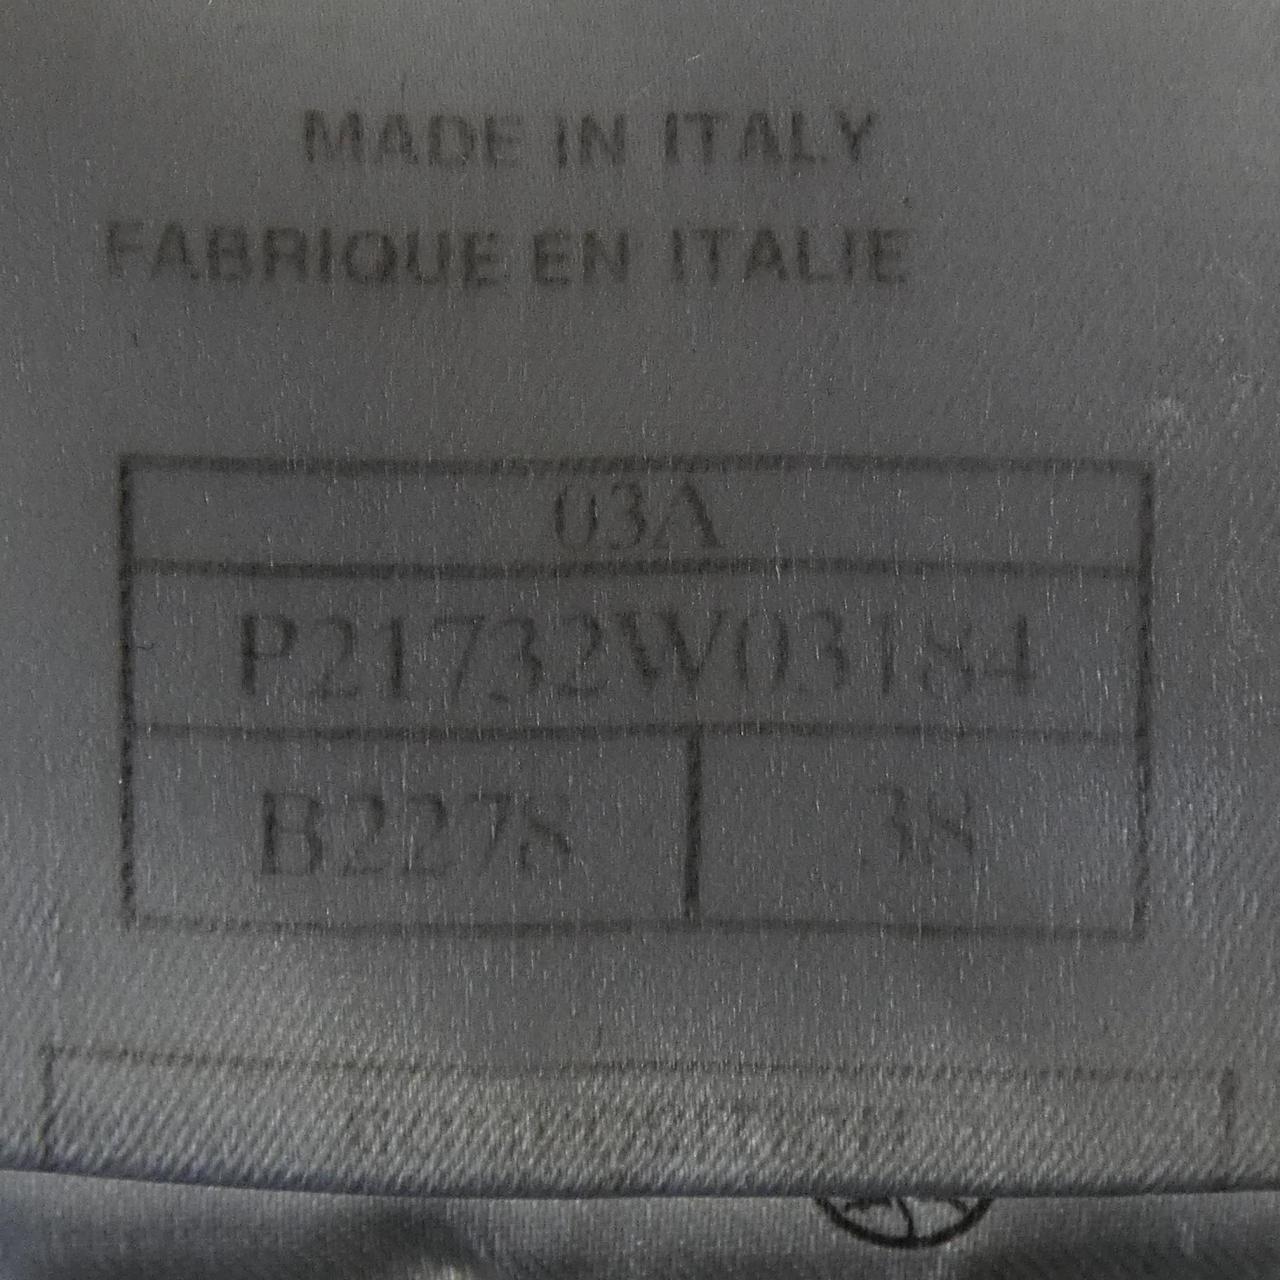 MADE IN ITALY
FABRIQUE EN ITALIE
03A
P21732W03184
B2278 38